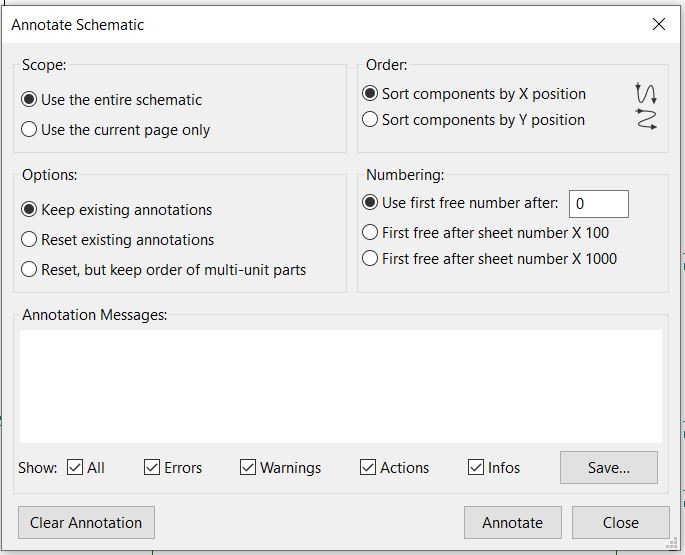 Annotate Schematic
Scope:
Use the entire schematic
Use the current page only
Order:
Sort components by X position
Sort components by Y position
Options:
Keep existing annotations
Reset existing annotations
Reset, but keep order of multi-unit parts
Numbering:
Use first free number after: 0
First free after sheet number X 100
First free after sheet number X 1000
Annotation Messages:
Show: All Errors Warnings Actions Infos Save...
Clear Annotation Annotate Close